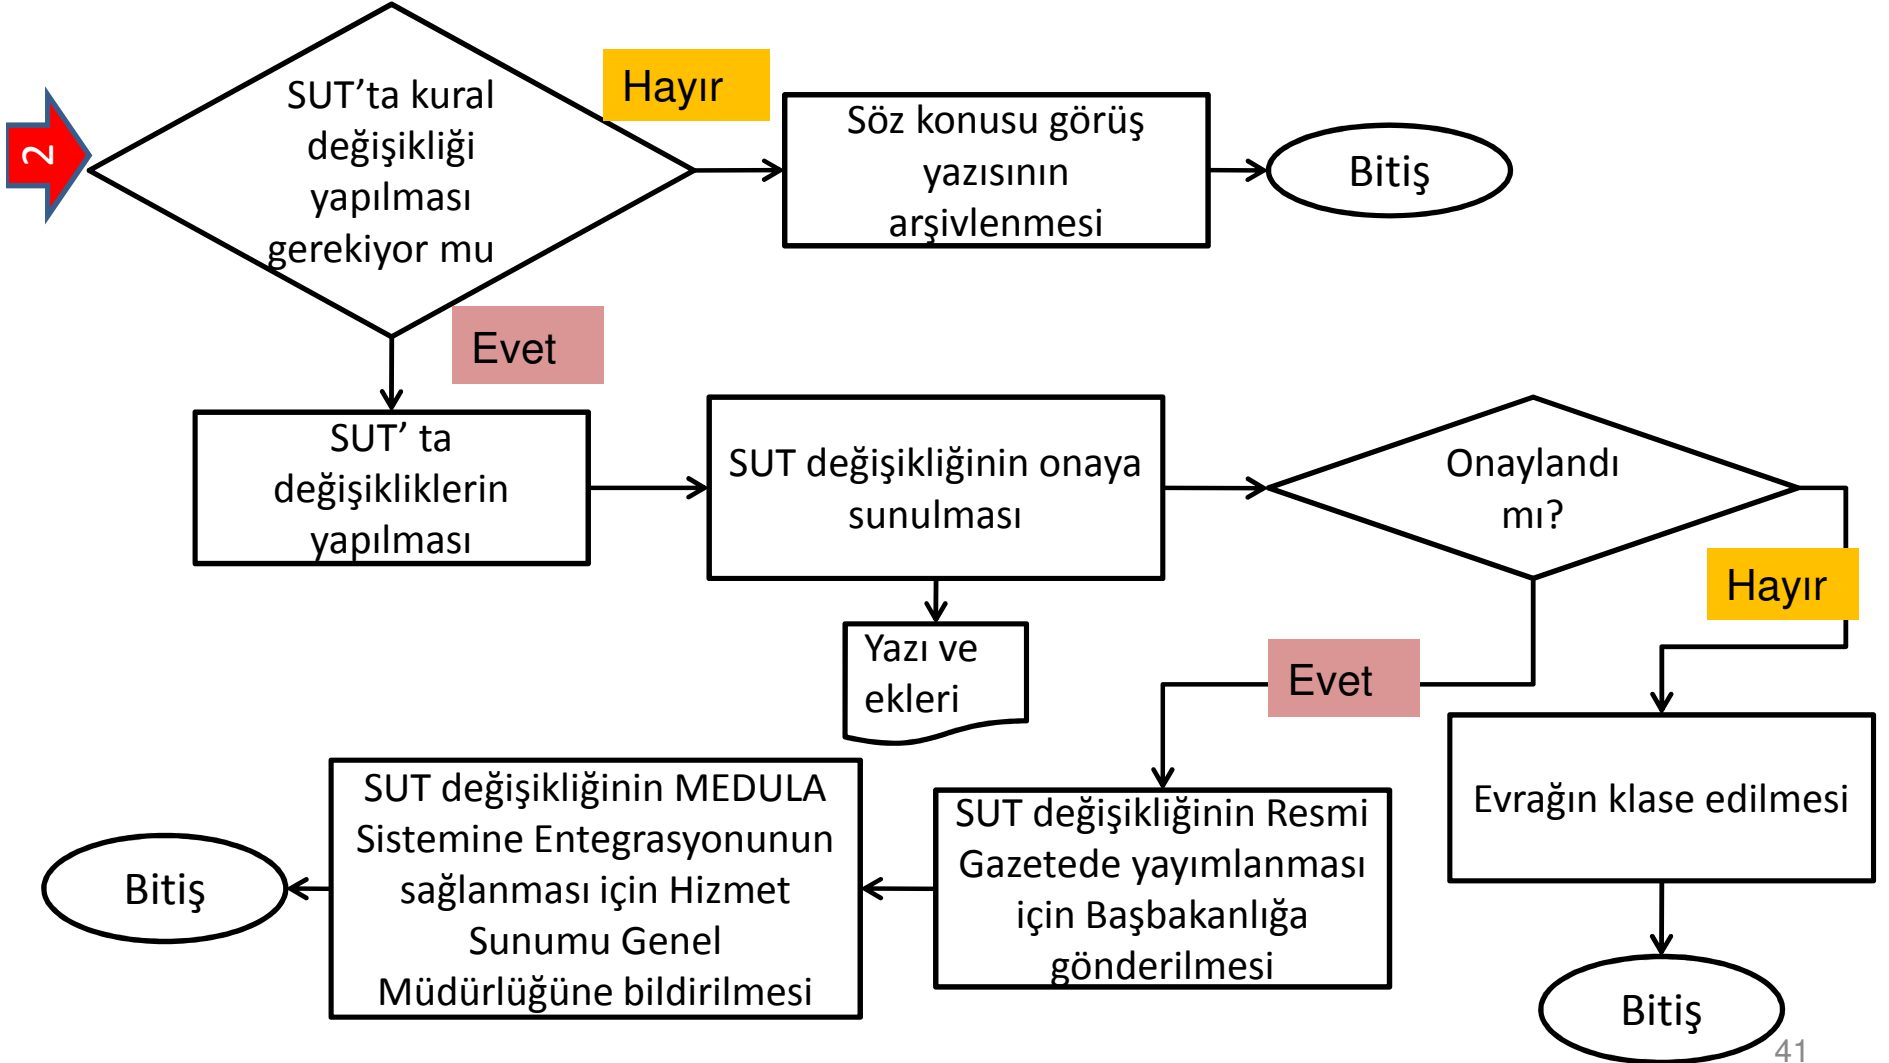 2
SUT’ta kural
değişikliği
yapılması
gerekiyor mu
Hayır
Söz konusu görüş
yazısının
arşivlenmesi
Bitiş
Evet
SUT’ ta
değişikliklerin
yapılması
SUT değişikliğinin onaya
sunulması
Onaylandı
mı?
Hayır
Yazı ve
ekleri
Evet
Evrağın klase edilmesi
SUT değişikliğinin Resmi
Gazetede yayımlanması
için Başbakanlığa
gönderilmesi
SUT değişikliğinin MEDULA
Sistemine Entegrasyonunun
sağlanması için Hizmet
Sunumu Genel
Müdürlüğüne bildirilmesi
Bitiş
Bitiş
41